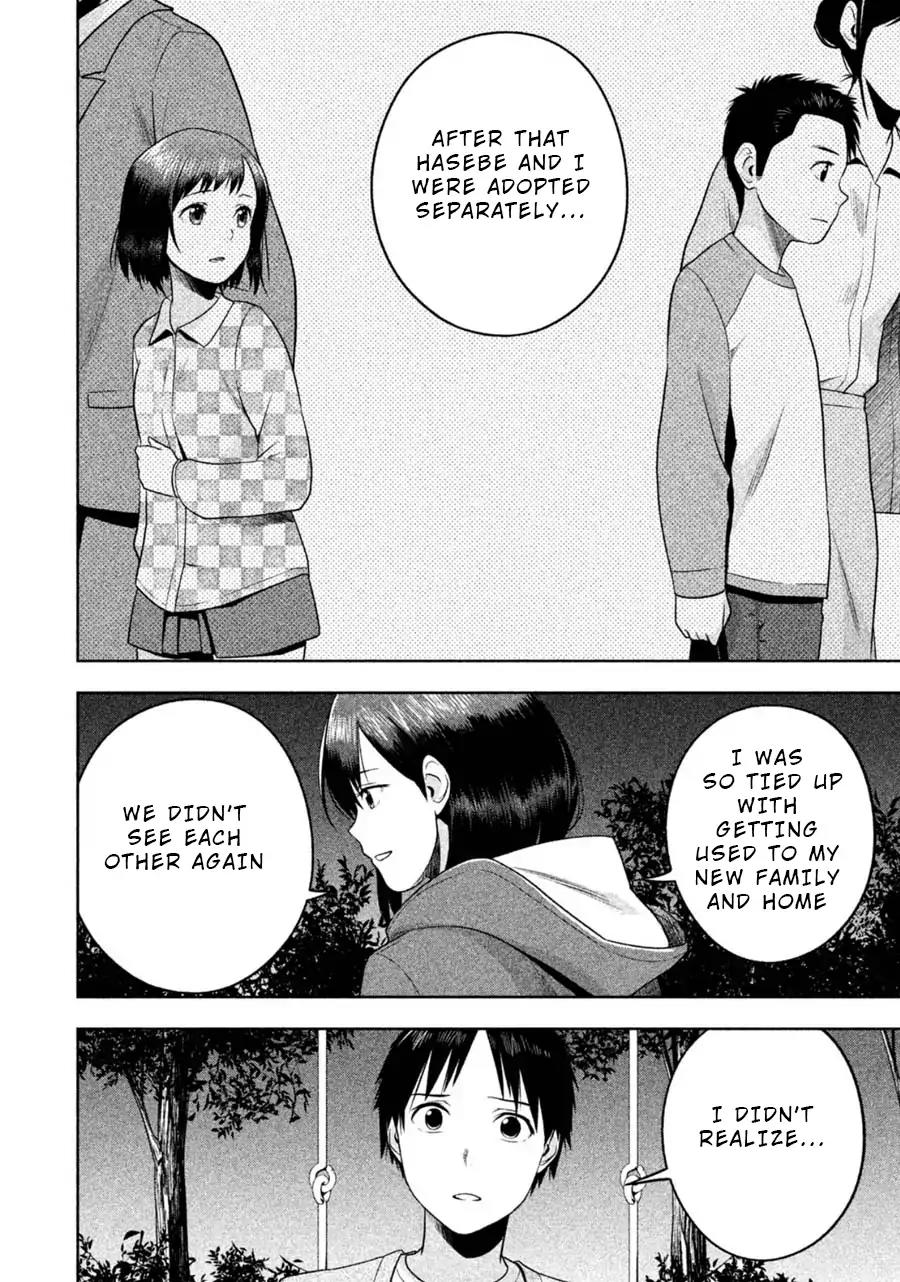 AFTER THAT
HASEBE AND I
WERE ADOPTED
SEPARATELY...
I WAS
SO TIED UP
WITH
GETTING
USED TO MY
NEW FAMILY
AND HOME
WE DIDN'T
SEE EACH
OTHER AGAIN
I DIDN'T
REALIZE...